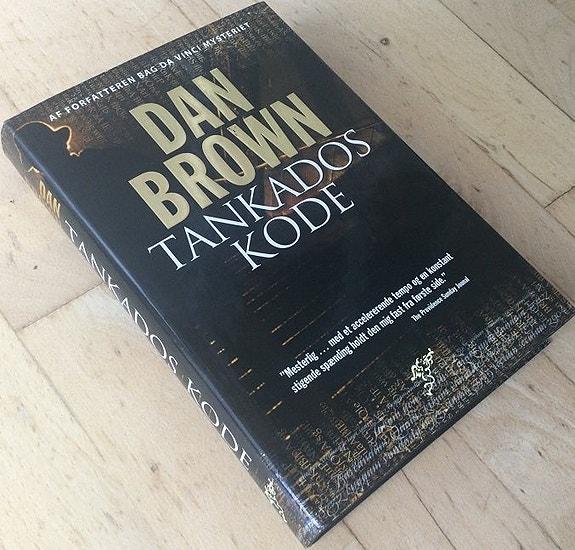 AF FORFATTEREN BAG DA VINCI MYSTERIET
DAN
BROWN
TANKADOS
KODE
"Mesterlig . . . med et accelererende tempo og en konstant
stigende spænding holdt den mig fast fra første side."
The Providence Sunday Journal
DAN TANKADOS KODE